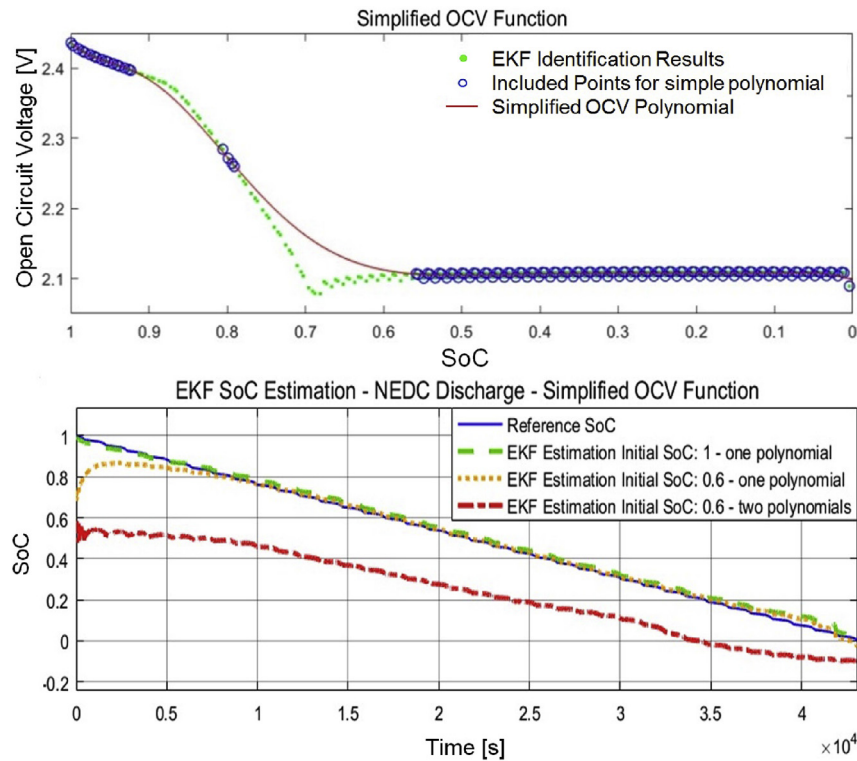 Simplified OCV Function
Open Circuit Voltage [V]
2.4
2.3
2.2
2.1
EKF Identification Results
Included Points for simple polynomial
Simplified OCV Polynomial
1 0.9 0.8 0.7 0.6 0.5 0.4 0.3 0.2 0.1 0
SoC
EKF SoC Estimation - NEDC Discharge - Simplified OCV Function
SoC
1
0.8
0.6
0.4
0.2
0
-0.2
Reference SoC
EKF Estimation Initial SoC: 1 - one polynomial
EKF Estimation Initial SoC: 0.6 - one polynomial
EKF Estimation Initial SoC: 0.6 - two polynomials
0 0.5 1 1.5 2 2.5 3 3.5 4
Time [s]
×10⁴